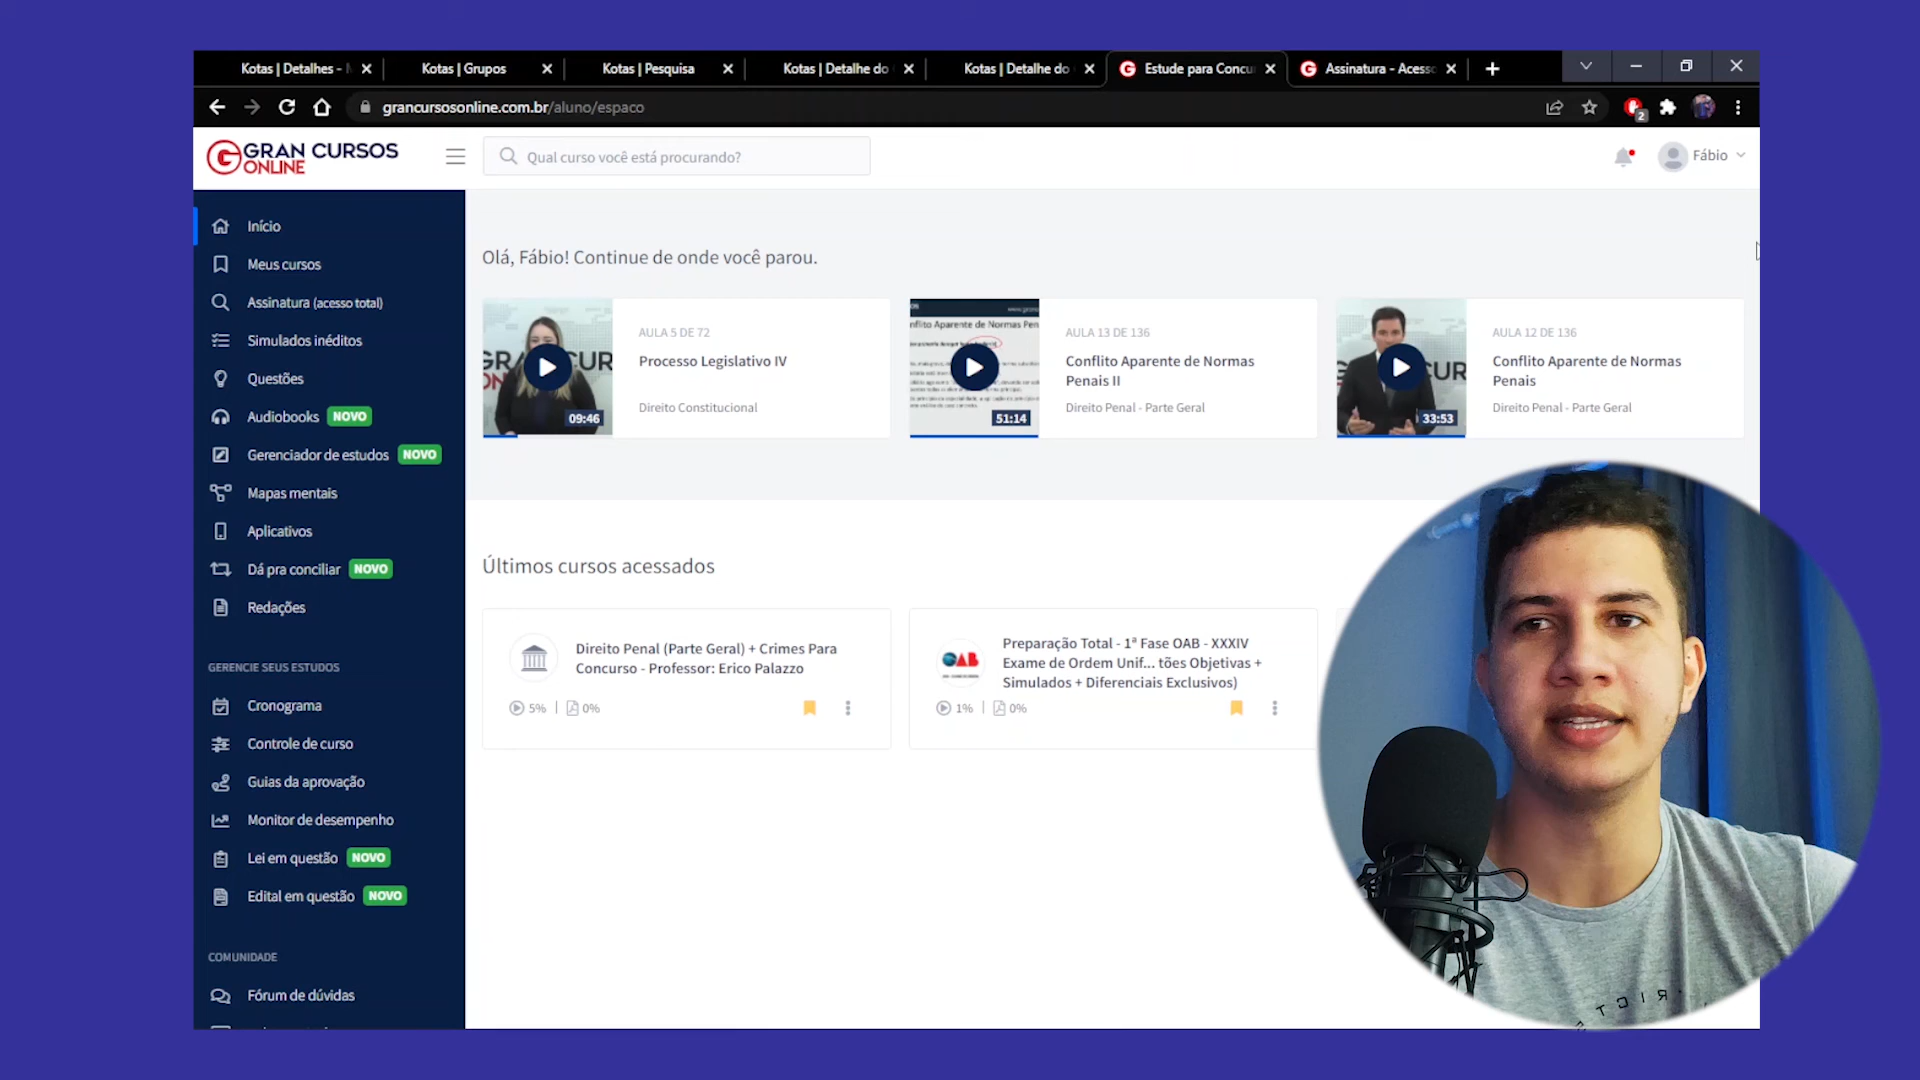 Kotas | Detalhes -
Kotas | Grupos
Kotas | Pesquisa
Kotas | Detalhe do
Kotas | Detalhe do
Estude para Concu
Assinatura - Acess
grancursosonline.com.br/aluno/espaco
2
GRAN CURSOS
ONLINE
Qual curso você está procurando?
Fábio
Início
Meus cursos
Assinatura (acesso total)
Simulados inéditos
Questões
Audiobooks NOVO
Gerenciador de estudos NOVO
Mapas mentais
Aplicativos
Dá pra conciliar NOVO
Redações
GERENCIE SEUS ESTUDOS
Cronograma
Controle de curso
Guias da aprovação
Monitor de desempenho
Lei em questão NOVO
Edital em questão NOVO
COMUNIDADE
Fórum de dúvidas
Olá, Fábio! Continue de onde você parou.
09:46
AULA 5 DE 72
Processo Legislativo IV
Direito Constitucional
nflito Aparente de Normas Pen
51:14
AULA 13 DE 136
Conflito Aparente de Normas
Penais II
Direito Penal - Parte Geral
33:53
AULA 12 DE 136
Conflito Aparente de Normas
Penais
Direito Penal - Parte Geral
Últimos cursos acessados
Direito Penal (Parte Geral) + Crimes Para
Concurso - Professor: Erico Palazzo
5% | 0%
OAB
Preparação Total - 1ª Fase OAB - XXXIV
Exame de Ordem Unif... tões Objetivas +
Simulados + Diferenciais Exclusivos)
1% | 0%